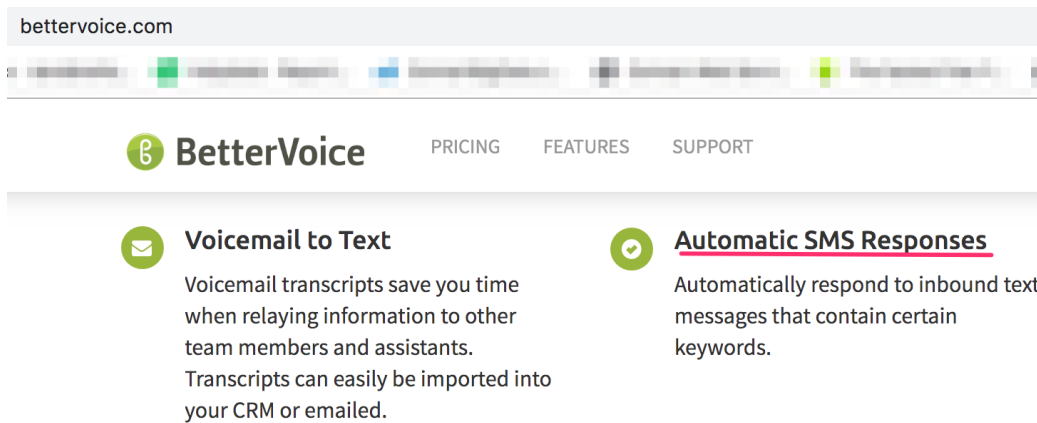 bettervoice.com
BetterVoice
PRICING
FEATURES
SUPPORT
Voicemail to Text
Voicemail transcripts save you time
when relaying information to other
team members and assistants.
Transcripts can easily be imported into
your CRM or emailed.
Automatic SMS Responses
Automatically respond to inbound text
messages that contain certain
keywords.